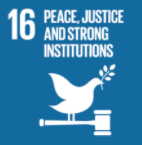 16 PEACE, JUSTICE
AND STRONG
INSTITUTIONS